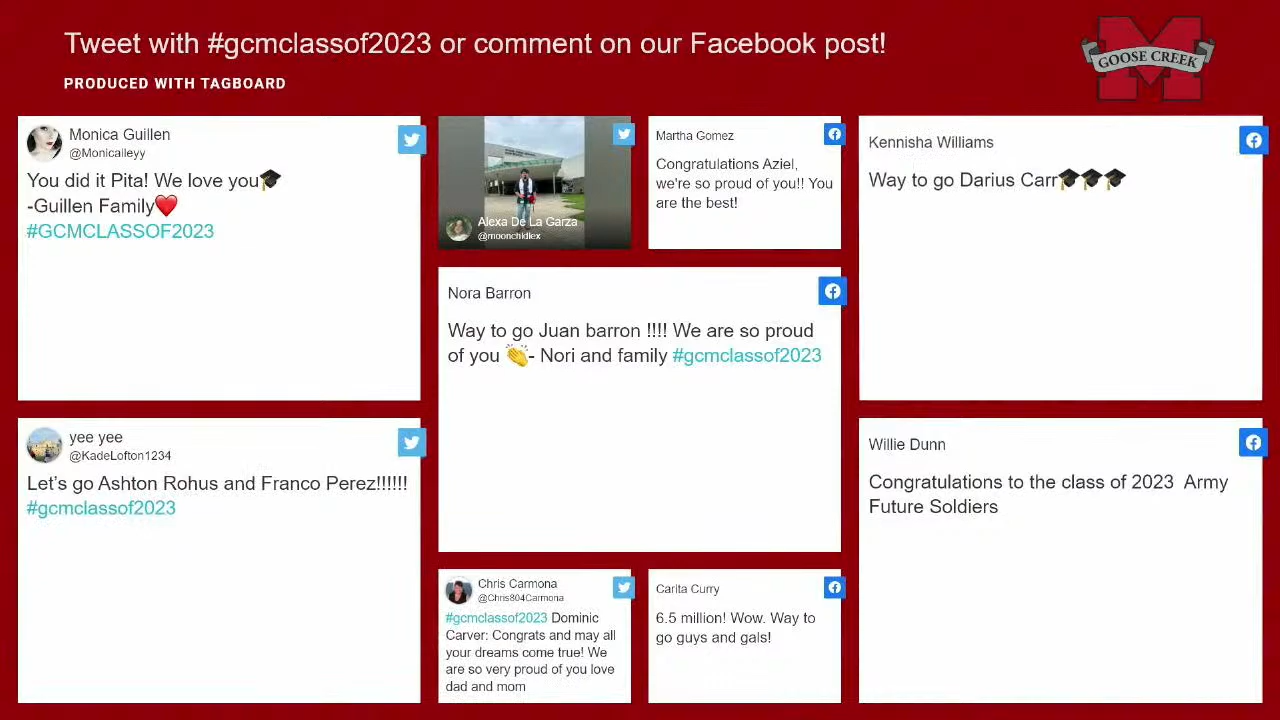 Tweet with #gcmclassof2023 or comment on our Facebook post!
PRODUCED WITH TAGBOARD
M
GOOSE CREEK
Monica Guillen
@Monicalleyy
You did it Pita! We love you🎓
-Guillen Family❤️
#GCMCLASSOF2023
yee yee
@KadeLofton1234
Let's go Ashton Rohus and Franco Perez!!!!!!
#gcmclassof2023
Alexa De La Garza
@moonchidlex
Martha Gomez
Congratulations Aziel,
we're so proud of you!! You
are the best!
Nora Barron
Way to go Juan barron !!!! We are so proud
of you 👏- Nori and family #gcmclassof2023
Chris Carmona
@Chris804Carmona
#gcmclassof2023 Dominic
Carver: Congrats and may all
your dreams come true! We
are so very proud of you love
dad and mom
Carita Curry
6.5 million! Wow. Way to
go guys and gals!
Kennisha Williams
Way to go Darius Carr🎓🎓🎓
Willie Dunn
Congratulations to the class of 2023  Army
Future Soldiers